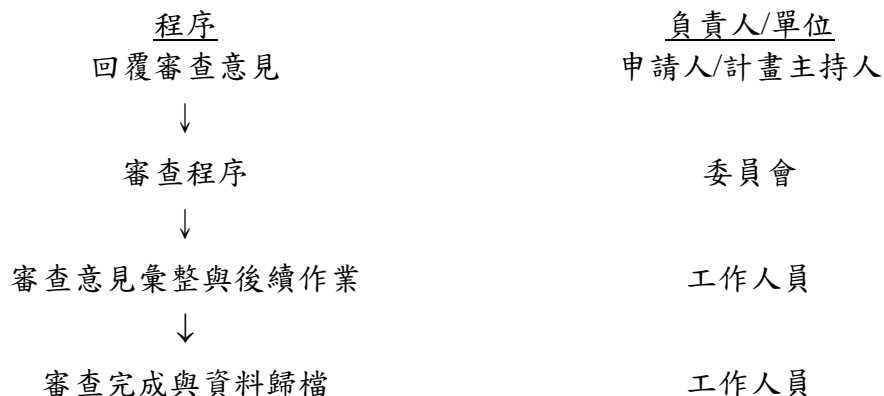 程序 負責人/單位
回覆審查意見 申請人/計畫主持人
↓
審查程序 委員會
↓
審查意見彙整與後續作業 工作人員
↓
審查完成與資料歸檔 工作人員